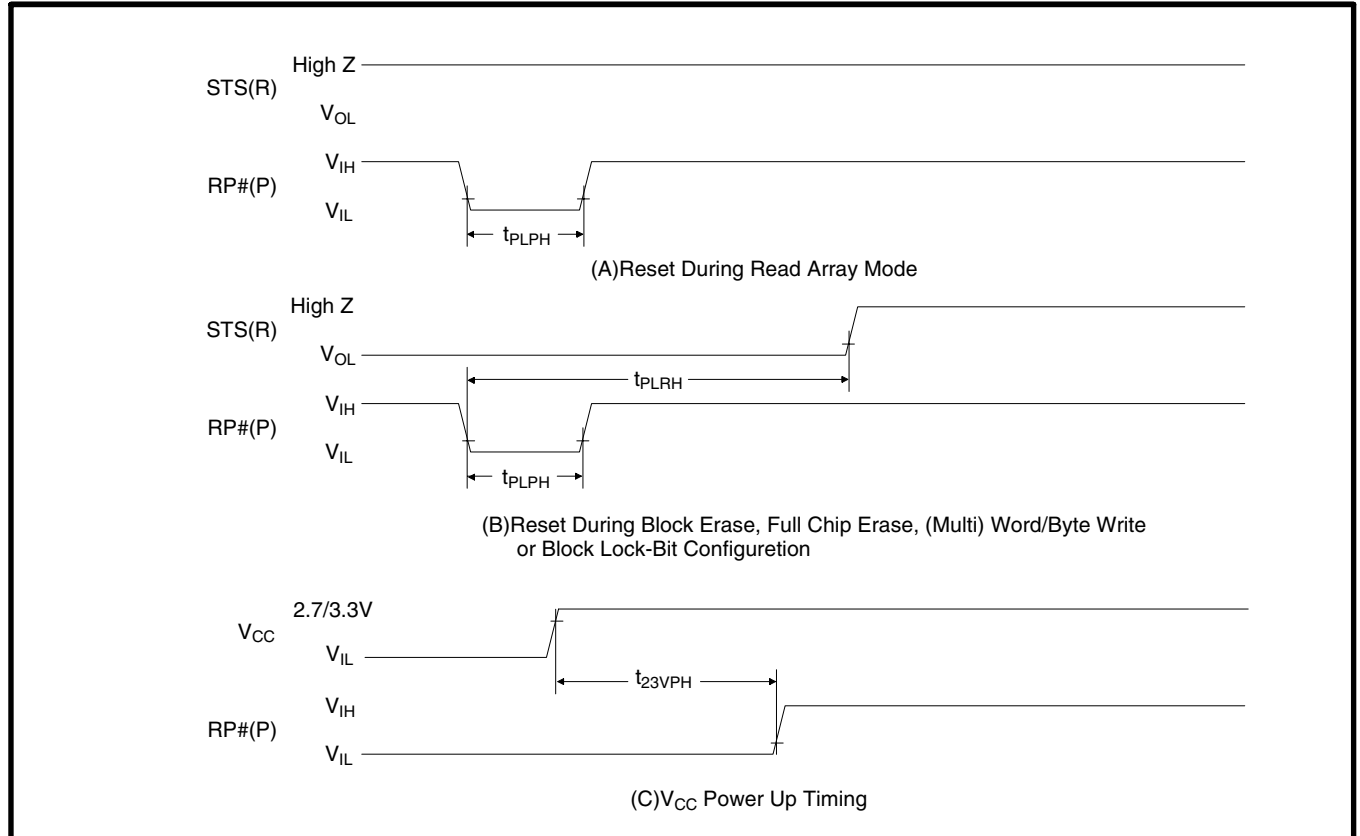 High Z
STS(R)
VOL
VIH
RP#(P)
VIL
tPLPH
(A)Reset During Read Array Mode
High Z
STS(R)
VOL
tPLRH
VIH
RP#(P)
VIL
tPLPH
(B)Reset During Block Erase, Full Chip Erase, (Multi) Word/Byte Write
or Block Lock-Bit Configuretion
2.7/3.3V
VCC
VIL
t23VPH
VIH
RP#(P)
VIL
(C)VCC Power Up Timing